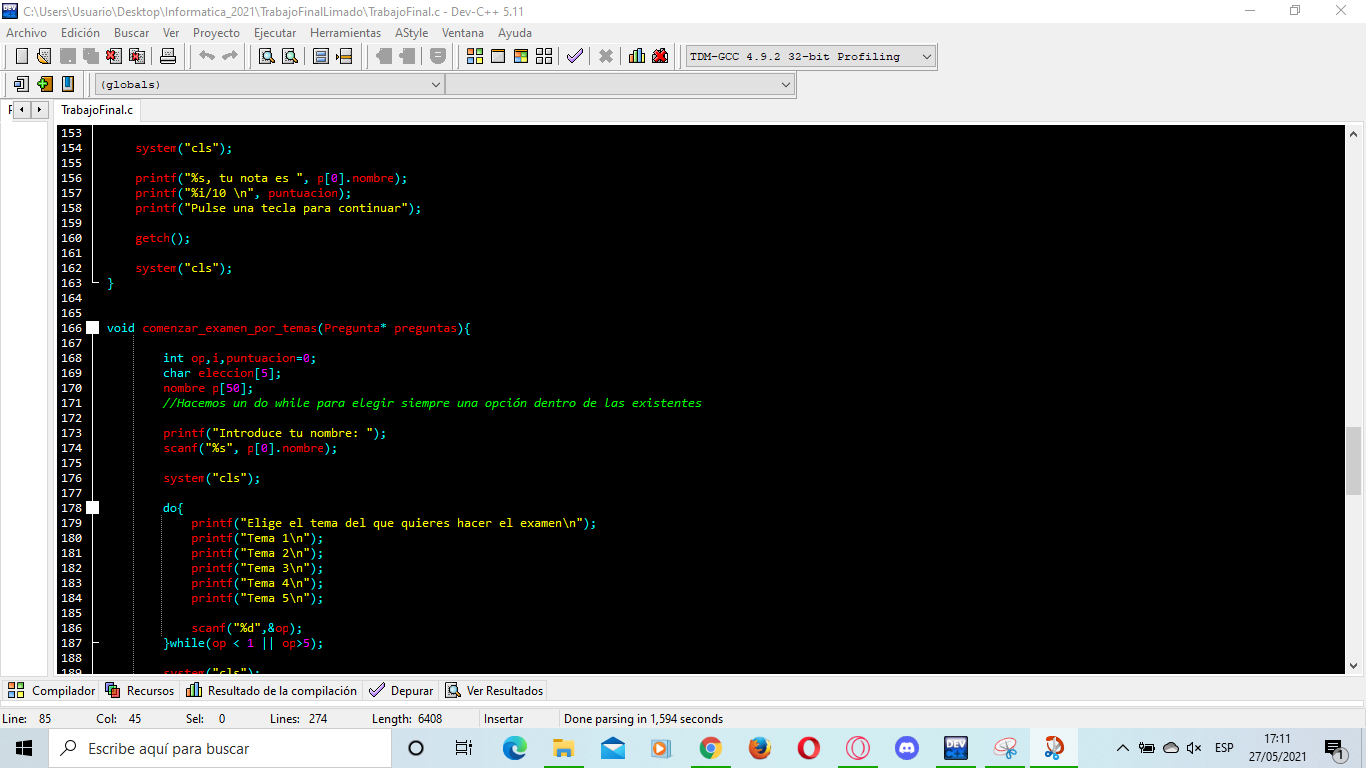 C:\Users\Usuario\Desktop\Informatica_2021\TrabajoFinalLimado\TrabajoFinal.c - Dev-C++ 5.11
Archivo Edición Buscar Ver Proyecto Ejecutar Herramientas AStyle Ventana Ayuda
TDM-GCC 4.9.2 32-bit Profiling
(globals)
TrabajoFinal.c
153
154 system("cls");
155
156 printf("%s, tu nota es ", p[0].nombre);
157 printf("%i/10 \n", puntuacion);
158 printf("Pulse una tecla para continuar");
159
160 getch();
161
162 system("cls");
163 }
164
165
166 void comenzar_examen_por_temas(Pregunta* preguntas){
167
168 int op,i,puntuacion=0;
169 char eleccion[5];
170 nombre p[50];
171 //Hacemos un do while para elegir siempre una opción dentro de las existentes
172
173 printf("Introduce tu nombre: ");
174 scanf("%s", p[0].nombre);
175
176 system("cls");
177
178 do{
179 printf("Elige el tema del que quieres hacer el examen\n");
180 printf("Tema 1\n");
181 printf("Tema 2\n");
182 printf("Tema 3\n");
183 printf("Tema 4\n");
184 printf("Tema 5\n");
185
186 scanf("%d",&op);
187 }while(op < 1 || op>5);
188
189 system("cls");
Compilador Recursos Resultado de la compilación Depurar Ver Resultados
Line: 85 Col: 45 Sel: 0 Lines: 274 Length: 6408 Insertar Done parsing in 1,594 seconds
Escribe aquí para buscar
DEV
ESP
17:11
27/05/2021
1